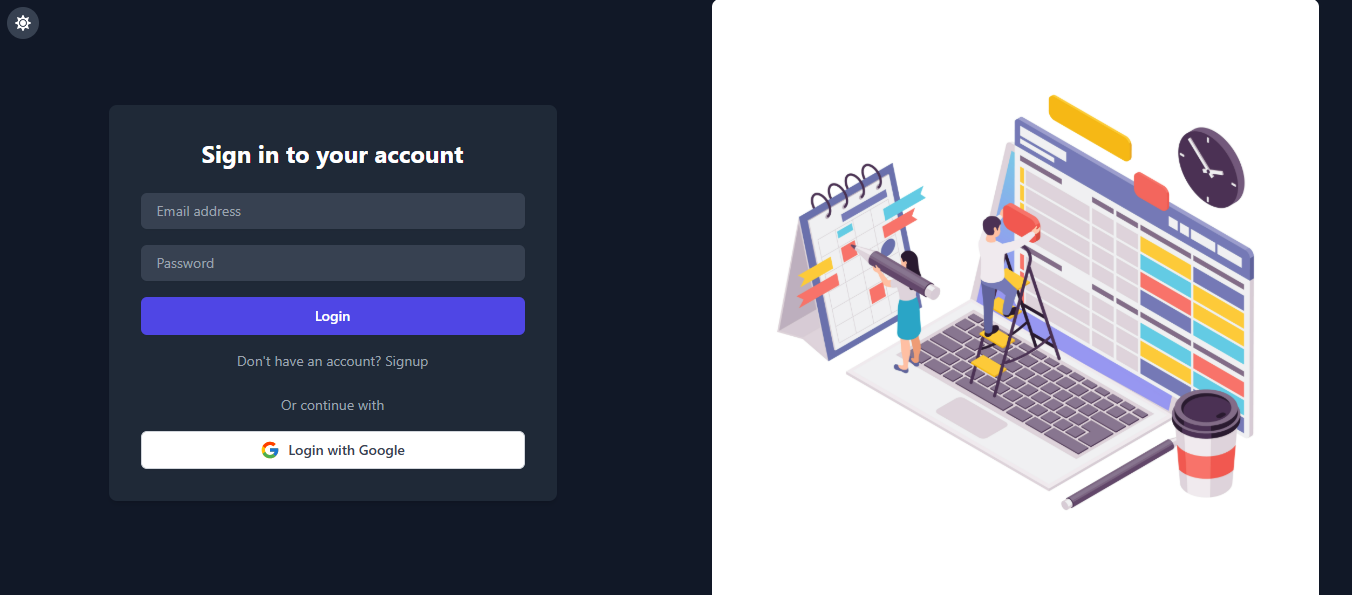 Sign in to your account
Email address
Password
Login
Don't have an account? Signup
Or continue with
Login with Google